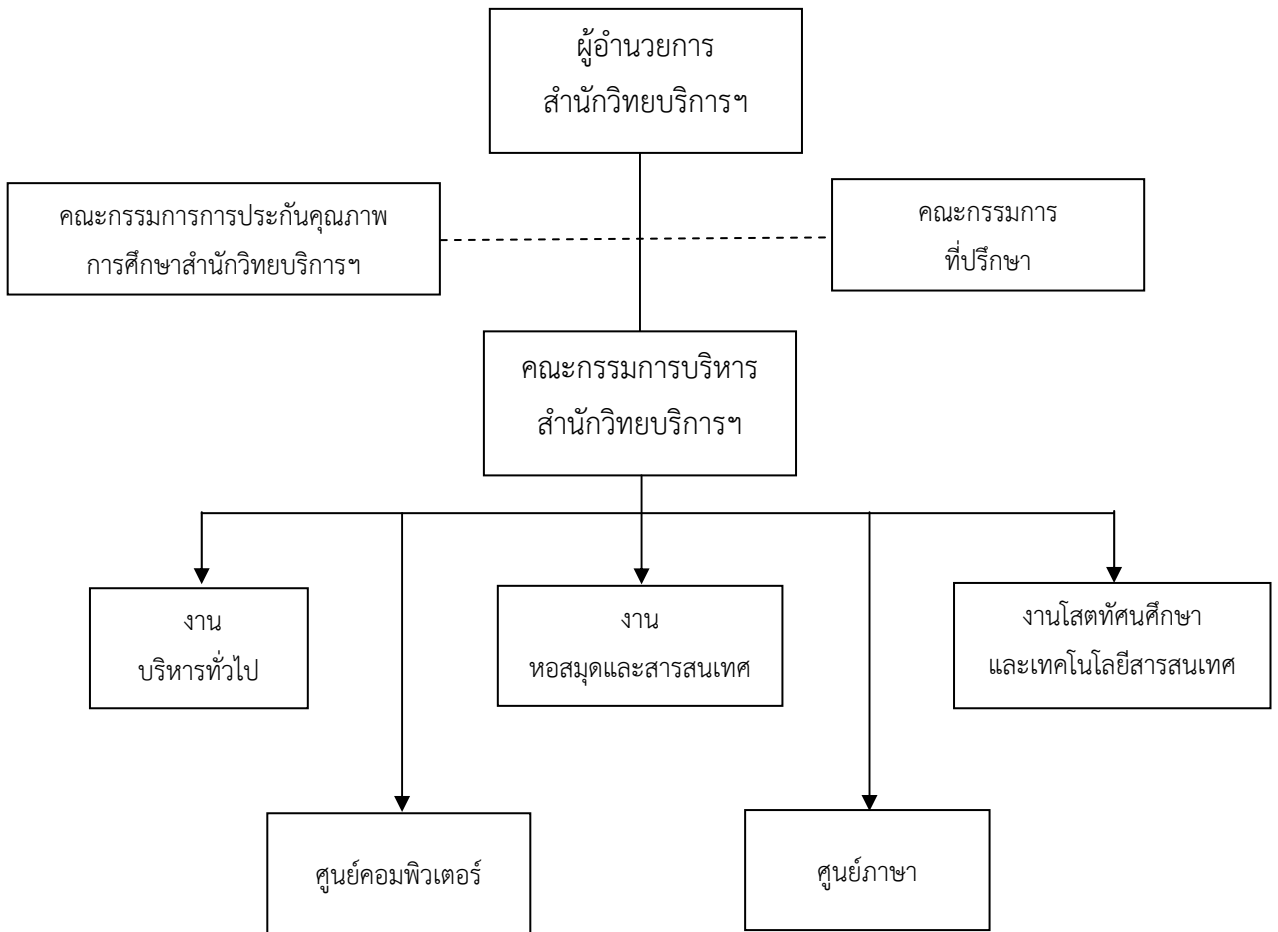 ผู้อำนวยการ
สำนักวิทยบริการฯ
คณะกรรมการการประกันคุณภาพ
การศึกษาสำนักวิทยบริการฯ
คณะกรรมการ
ที่ปรึกษา
คณะกรรมการบริหาร
สำนักวิทยบริการฯ
งาน
บริหารทั่วไป
งาน
หอสมุดและสารสนเทศ
งานโสตทัศนศึกษา
และเทคโนโลยีสารสนเทศ
ศูนย์คอมพิวเตอร์
ศูนย์ภาษา